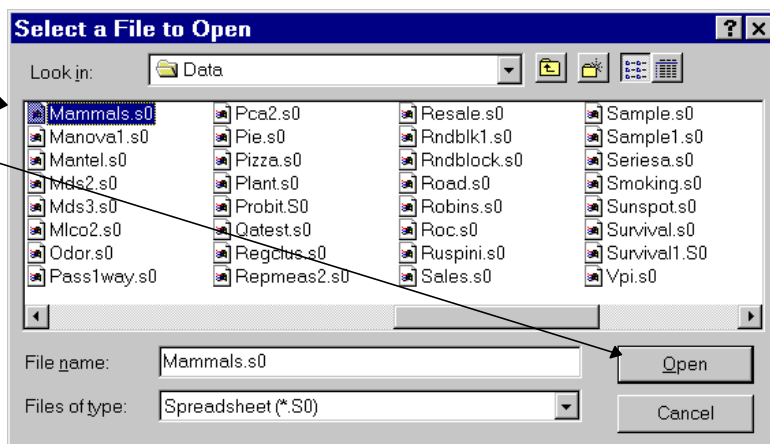 Select a File to Open
Look in: Data
Mammals.s0 Pca2.s0 Resale.s0 Sample.s0
Manova1.s0 Pie.s0 Rndblk1.s0 Sample1.s0
Mantel.s0 Pizza.s0 Rndblock.s0 Seriesa.s0
Mds2.s0 Plant.s0 Road.s0 Smoking.s0
Mds3.s0 Probit.S0 Robins.s0 Sunspot.s0
Mlco2.s0 Qatest.s0 Roc.s0 Survival.s0
Odor.s0 Regclus.s0 Ruspini.s0 Survival1.S0
Pass1way.s0 Repmeas2.s0 Sales.s0 Vpi.s0
File name: Mammals.s0 Open
Files of type: Spreadsheet (*.S0) Cancel